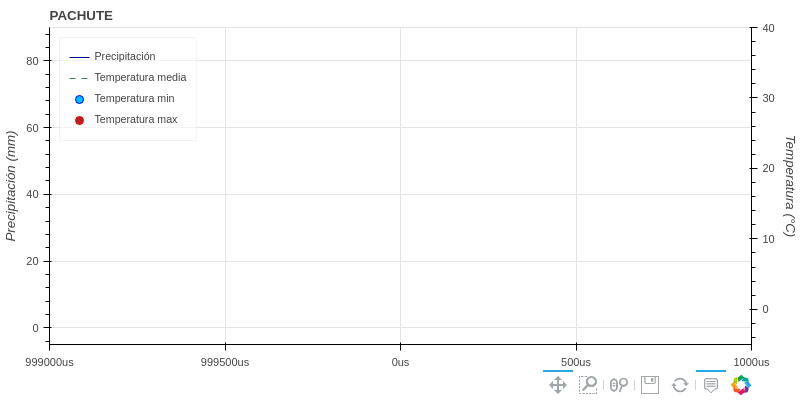 PACHUTE
Precipitación
Temperatura media
Temperatura min
Temperatura max
Precipitación (mm)
80
60
40
20
0
Temperatura (°C)
40
30
20
10
0
999000us 999500us 0us 500us 1000us